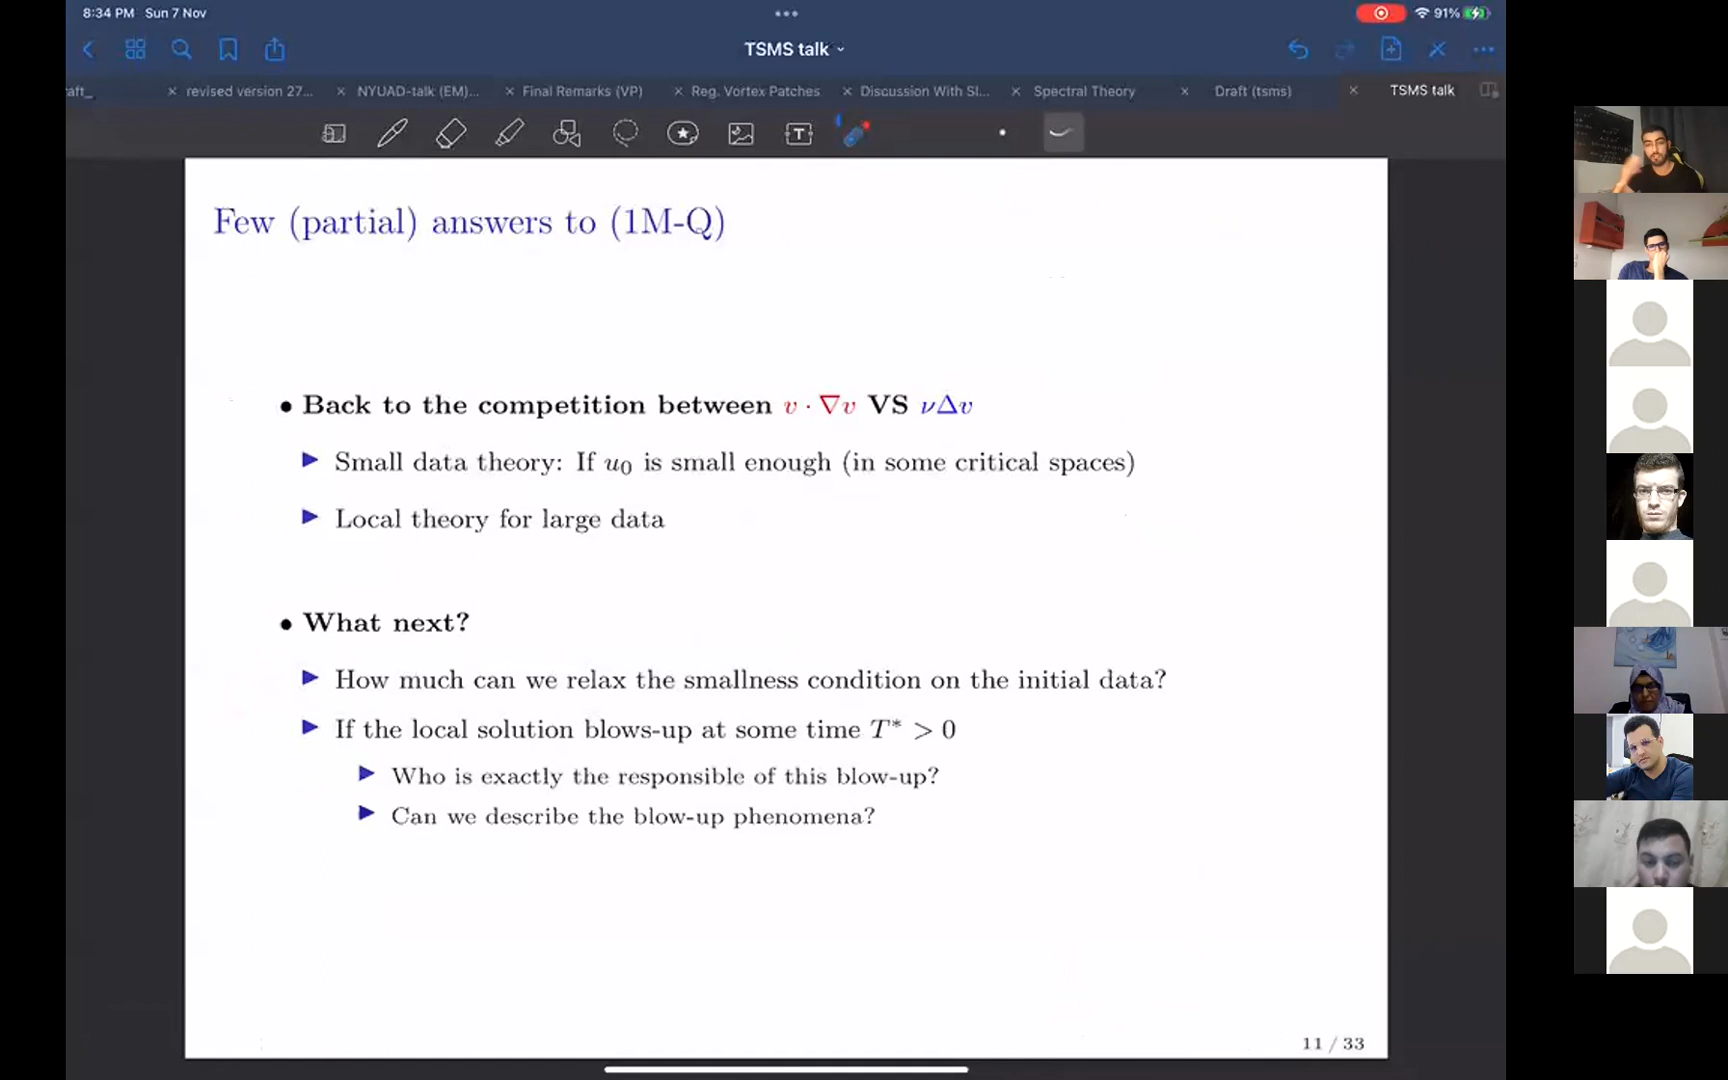 8:34 PM Sun 7 Nov
91%
TSMS talk
raft_
revised version 27...
NYUAD-talk (EM)...
Final Remarks (VP)
Reg. Vortex Patches
Discussion With Sl...
Spectral Theory
Draft (tsms)
TSMS talk
Few (partial) answers to (1M-Q)
• Back to the competition between v · ∇v VS νΔv
▶ Small data theory: If u₀ is small enough (in some critical spaces)
▶ Local theory for large data
• What next?
▶ How much can we relax the smallness condition on the initial data?
▶ If the local solution blows-up at some time T* > 0
▶ Who is exactly the responsible of this blow-up?
▶ Can we describe the blow-up phenomena?
11 / 33